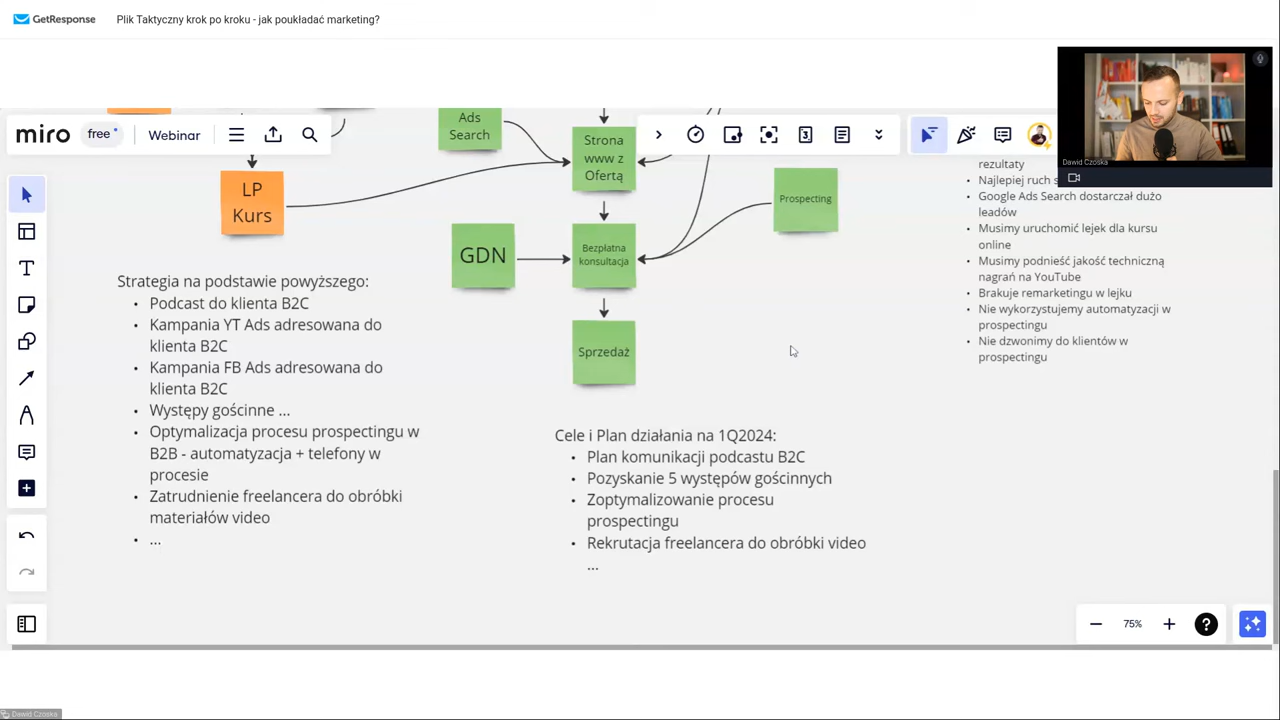 GetResponse
Plik Taktyczny krok po kroku - jak poukładać marketing?
miro
free
Webinar
Ads
Search
Strona
www z
Ofertą
LP
Kurs
GDN
Bezpłatna
konsultacja
Prospecting
Sprzedaż
Dawid Czoska
rezultaty
Najlepiej ruch s
Google Ads Search dostarczał dużo
leadów
Musimy uruchomić lejek dla kursu
online
Musimy podnieść jakość techniczną
nagrań na YouTube
Brakuje remarketingu w lejku
Nie wykorzystujemy automatyzacji w
prospectingu
Nie dzwonimy do klientów w
prospectingu
Strategia na podstawie powyższego:
Podcast do klienta B2C
Kampania YT Ads adresowana do
klienta B2C
Kampania FB Ads adresowana do
klienta B2C
Występy gościnne ...
Optymalizacja procesu prospectingu w
B2B - automatyzacja + telefony w
procesie
Zatrudnienie freelancera do obróbki
materiałów video
...
Cele i Plan działania na 1Q2024:
Plan komunikacji podcastu B2C
Pozyskanie 5 występów gościnnych
Zoptymalizowanie procesu
prospectingu
Rekrutacja freelancera do obróbki video
...
75%
Dawid Czoska